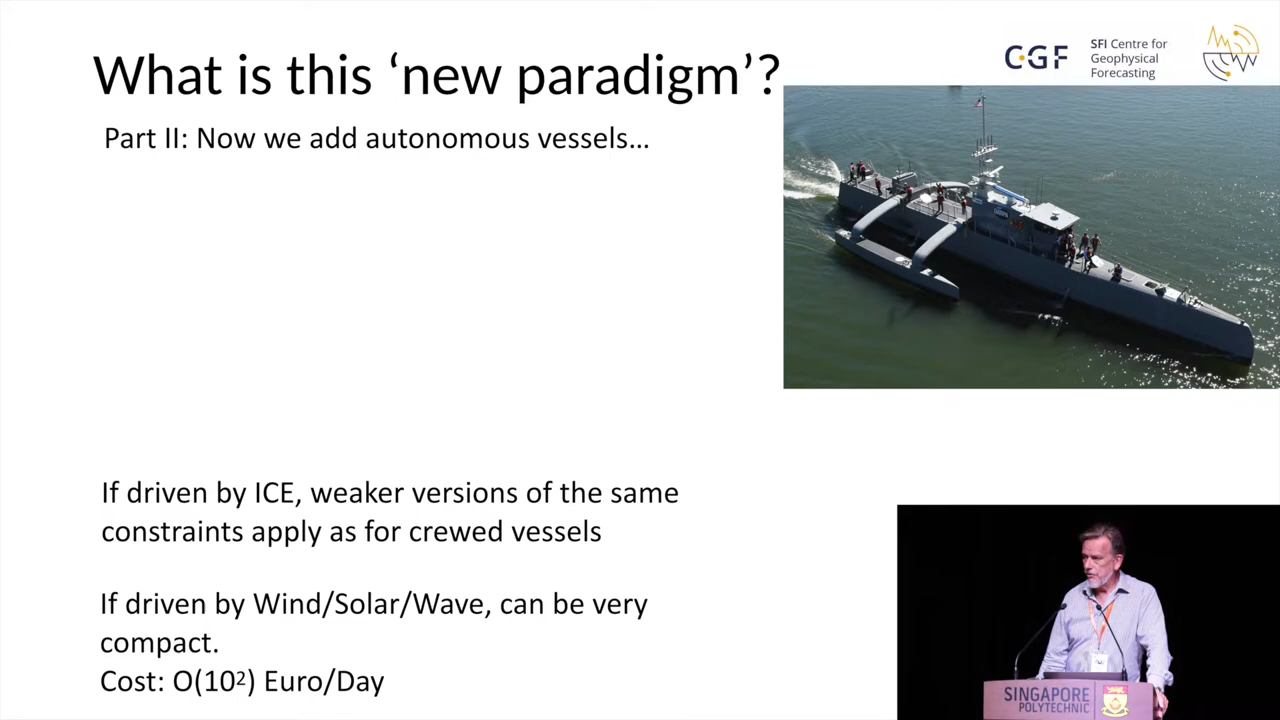 What is this ‘new paradigm’?
CGF
SFI Centre for
Geophysical
Forecasting
Part II: Now we add autonomous vessels…
If driven by ICE, weaker versions of the same
constraints apply as for crewed vessels
If driven by Wind/Solar/Wave, can be very
compact.
Cost: O(10²) Euro/Day
SINGAPORE
POLYTECHNIC